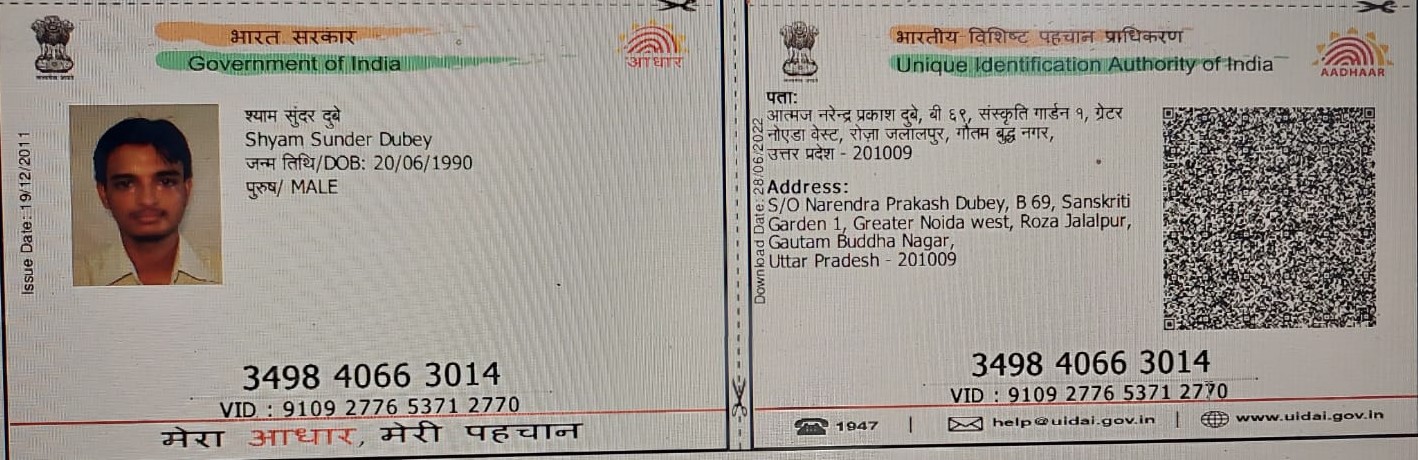 भारत सरकार
Government of India
आधार
Issue Date: 19/12/2011
श्याम सुंदर दुबे
Shyam Sunder Dubey
जन्म तिथि/DOB: 20/06/1990
पुरुष/ MALE
3498 4066 3014
VID : 9109 2776 5371 2770
मेरा आधार, मेरी पहचान
भारतीय विशिष्ट पहचान प्राधिकरण
Unique Identification Authority of India
AADHAAR
Download Date: 28/06/2022
पता:
आत्मज नरेन्द्र प्रकाश दुबे, बी ६९, संस्कृति गार्डन १, ग्रेटर
नोएडा वेस्ट, रोज़ा जलालपुर, गौतम बुद्ध नगर,
उत्तर प्रदेश - 201009
Address:
S/O Narendra Prakash Dubey, B 69, Sanskriti
Garden 1, Greater Noida west, Roza Jalalpur,
Gautam Buddha Nagar,
Uttar Pradesh - 201009
3498 4066 3014
VID : 9109 2776 5371 2770
1947 | help@uidai.gov.in | www.uidai.gov.in